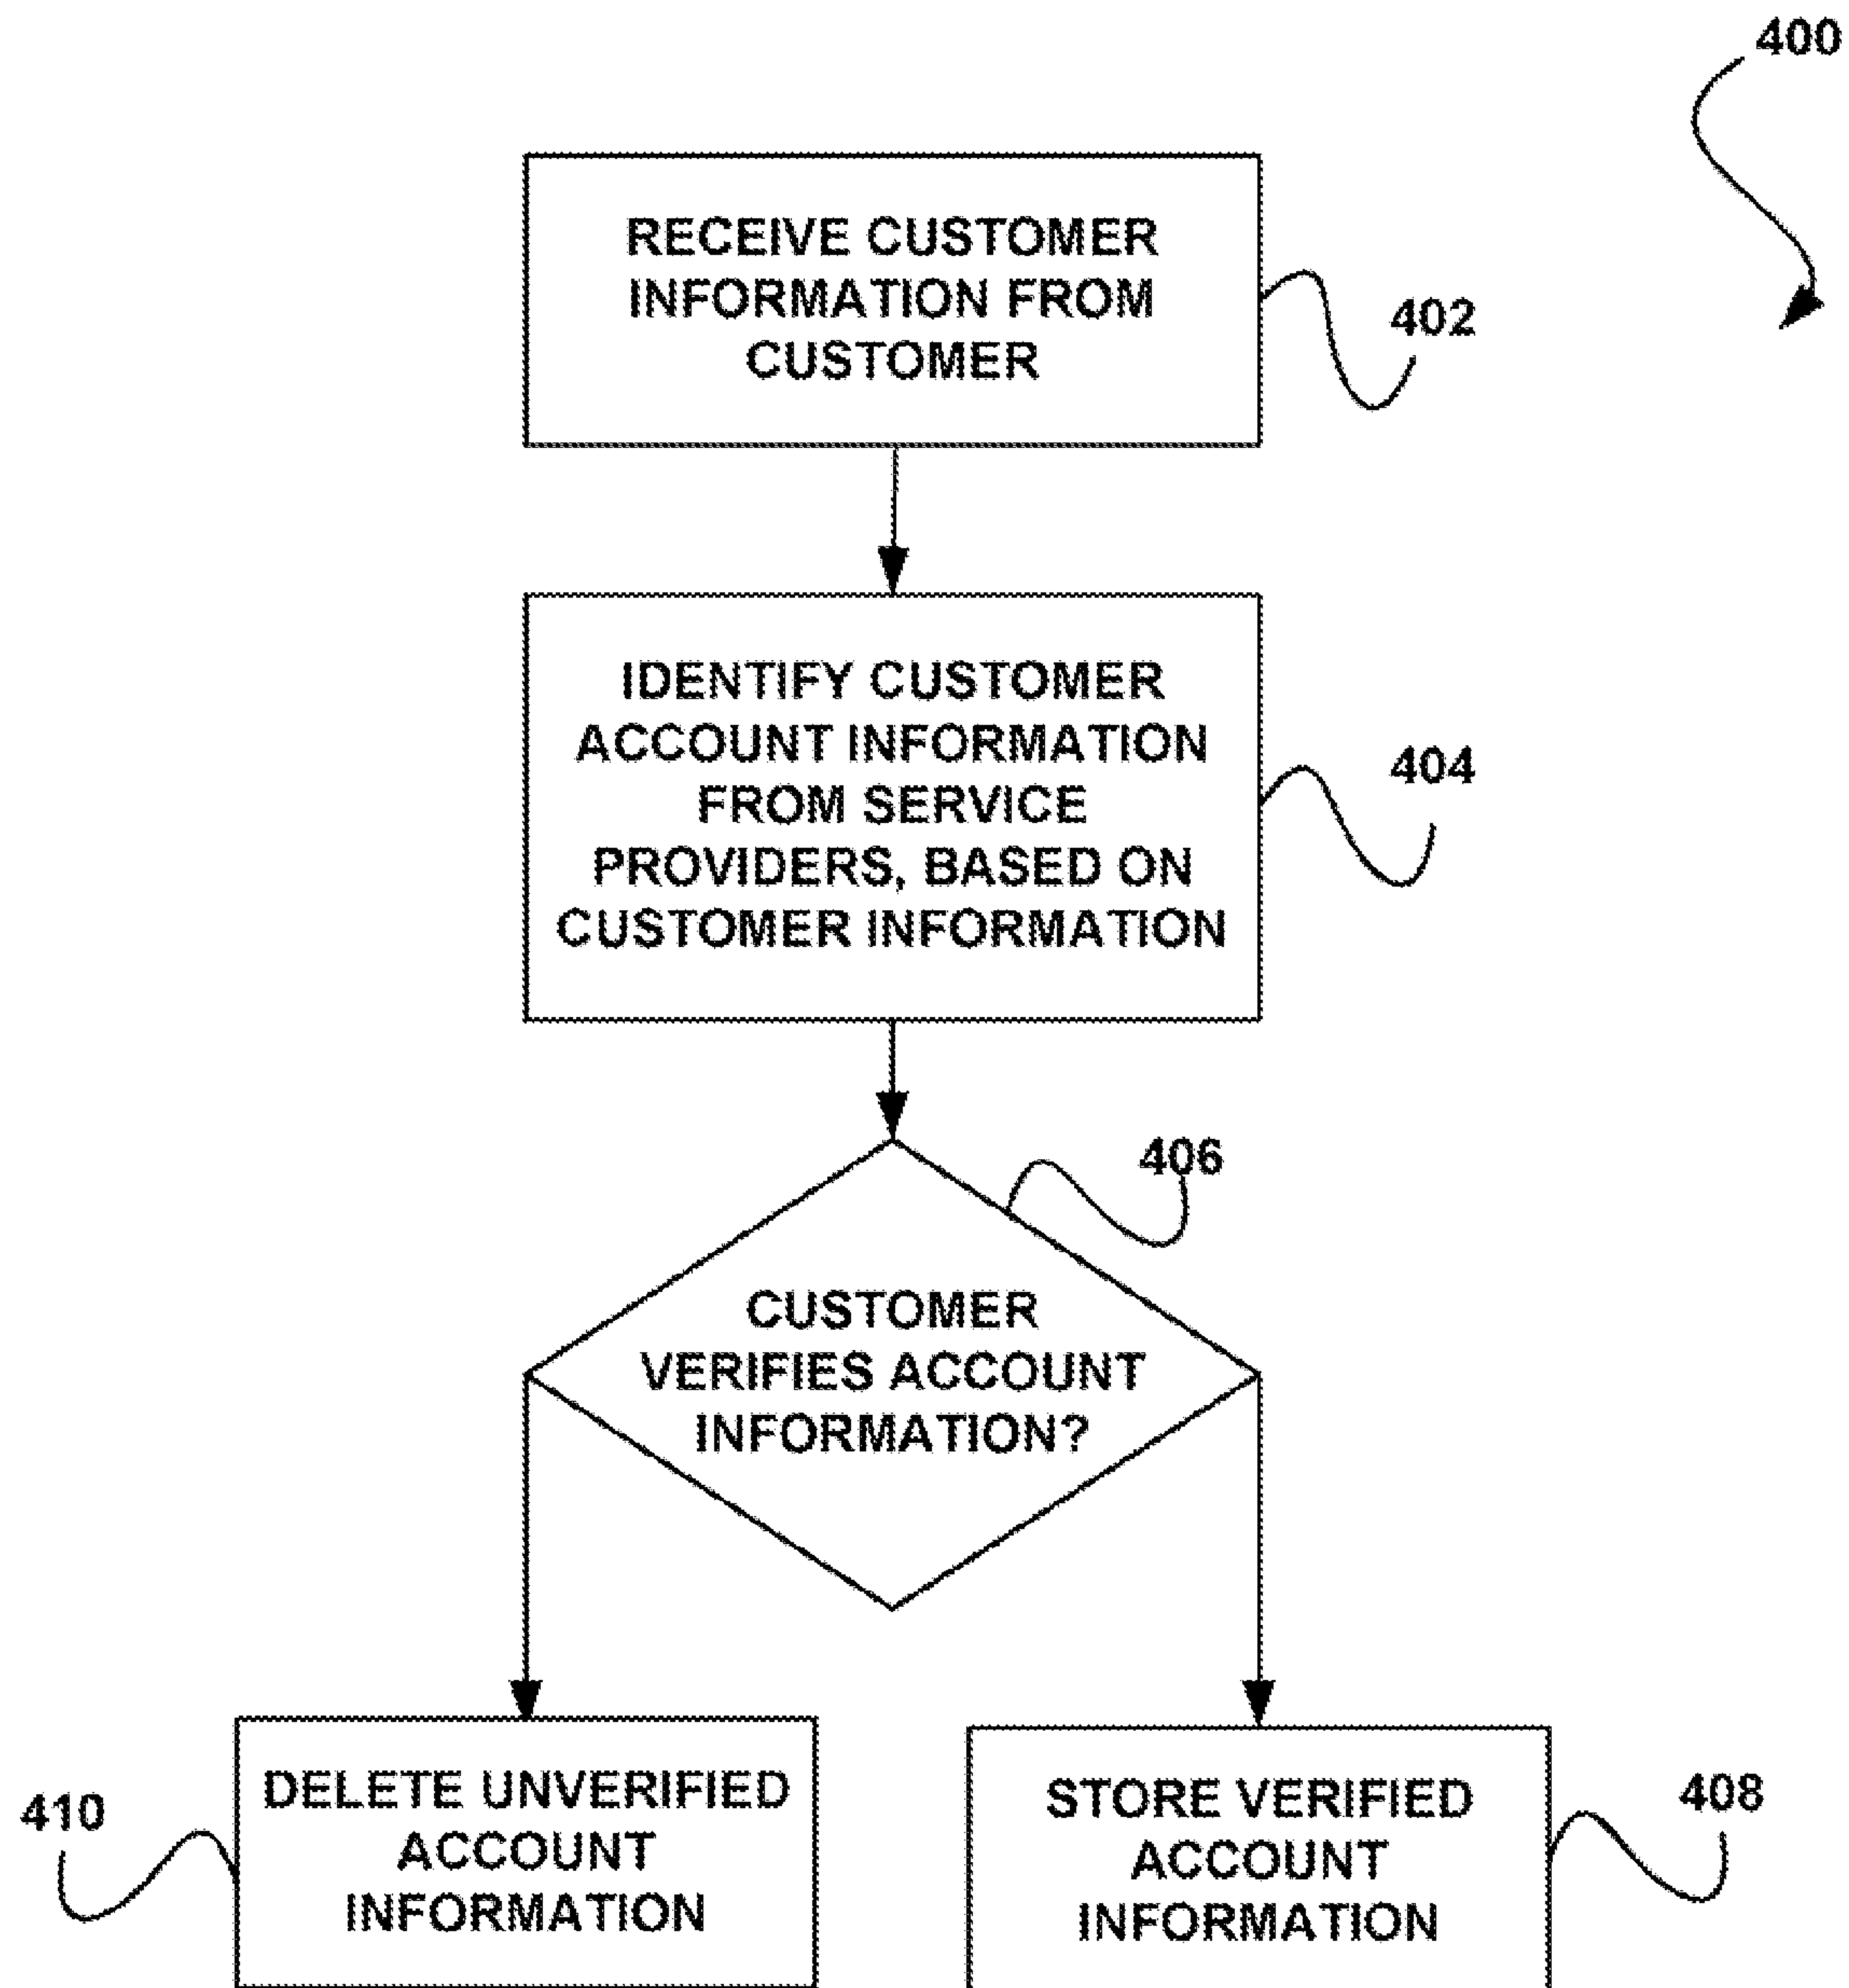 400
RECEIVE CUSTOMER
INFORMATION FROM
CUSTOMER
402
IDENTIFY CUSTOMER
ACCOUNT INFORMATION
FROM SERVICE
PROVIDERS, BASED ON
CUSTOMER INFORMATION
404
406
CUSTOMER
VERIFIES ACCOUNT
INFORMATION?
410
DELETE UNVERIFIED
ACCOUNT
INFORMATION
STORE VERIFIED
ACCOUNT
INFORMATION
408